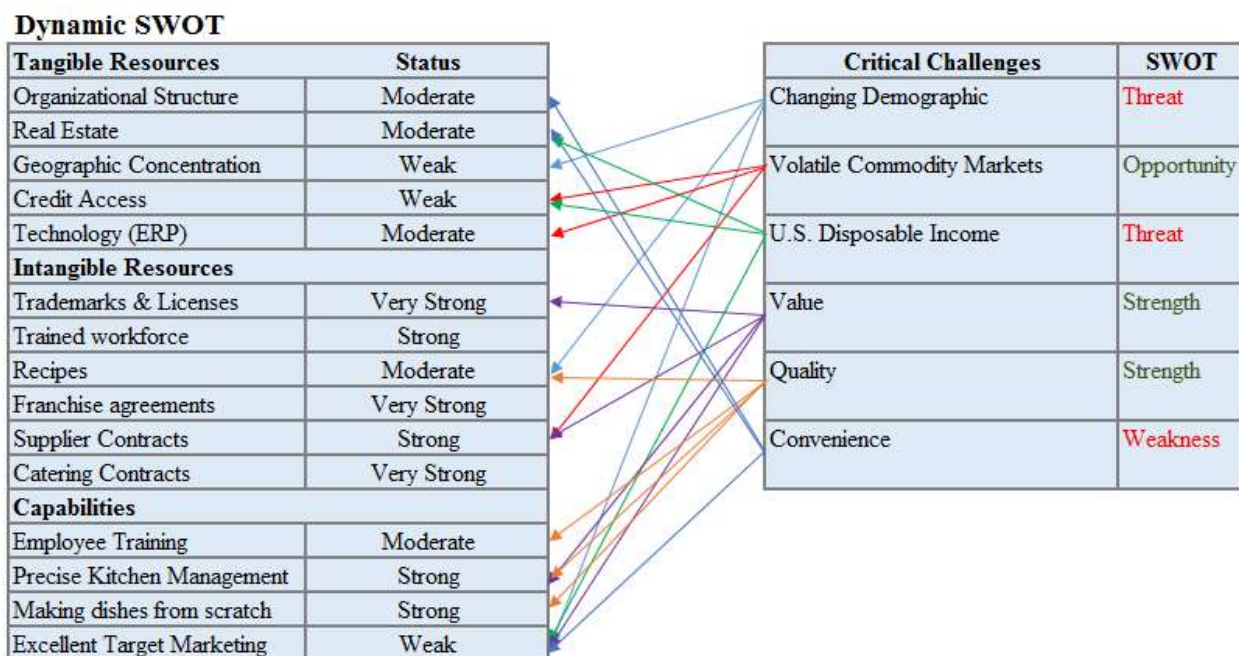 Dynamic SWOT
Tangible Resources Status
Organizational Structure Moderate
Real Estate Moderate
Geographic Concentration Weak
Credit Access Weak
Technology (ERP) Moderate
Intangible Resources
Trademarks & Licenses Very Strong
Trained workforce Strong
Recipes Moderate
Franchise agreements Very Strong
Supplier Contracts Strong
Catering Contracts Very Strong
Capabilities
Employee Training Moderate
Precise Kitchen Management Strong
Making dishes from scratch Strong
Excellent Target Marketing Weak
Critical Challenges SWOT
Changing Demographic Threat
Volatile Commodity Markets Opportunity
U.S. Disposable Income Threat
Value Strength
Quality Strength
Convenience Weakness